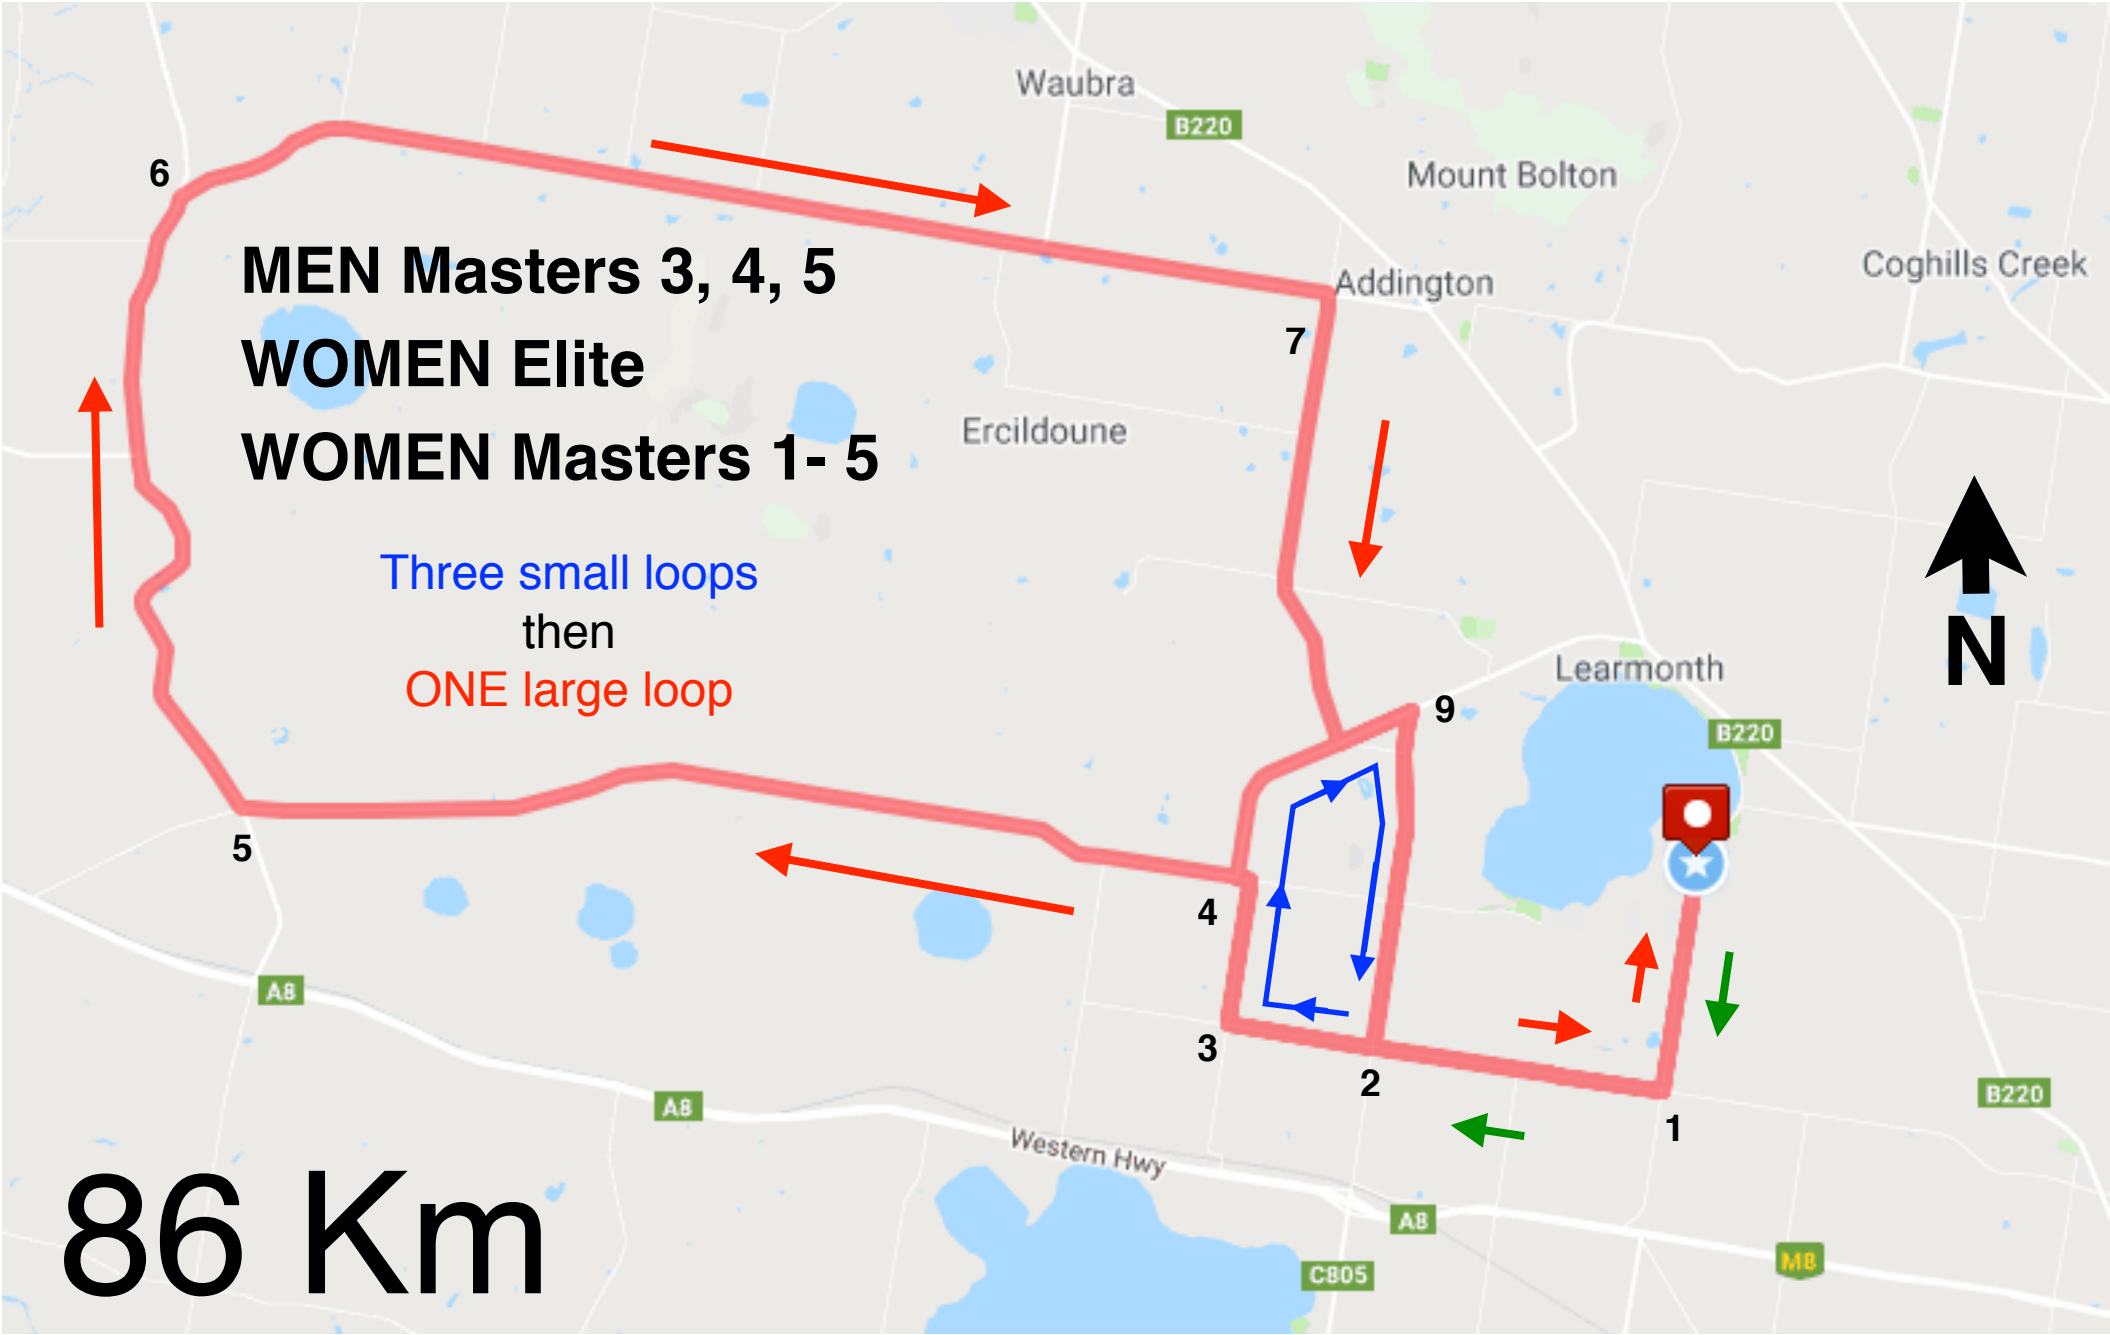 Waubra
B220
6
Mount Bolton
MEN Masters 3, 4, 5
Coghills Creek
Addington
7
WOMEN Elite
Ercildoune
WOMEN Masters 1- 5
Three small loops
then
N
Learmonth
ONE large loop
9
B220
5
4
A8
3
2
A8
B220
1
Western Hwy
86 Km
A8
M8
C805